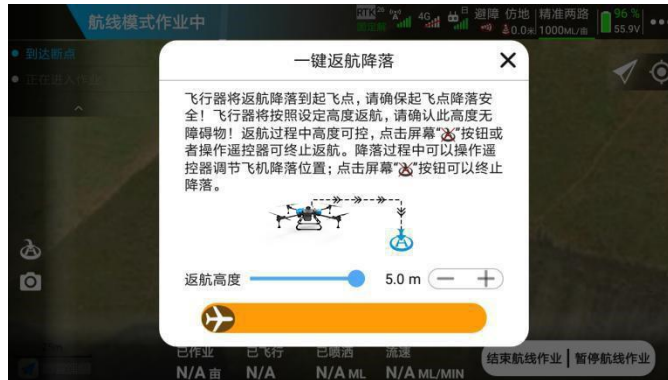 航线模式作业中
RTK 26 4G 避障 仿地 精准两路 96 %
0.0米 1000ML/亩 55.9V
到达断点
正在进入作业
一键返航降落
飞行器将返航降落到起飞点，请确保起飞点降落安
全！飞行器将按照设定高度返航，请确认此高度无
障碍物！返航过程中高度可控，点击屏幕“”按钮或
者操作遥控器可终止返航。降落过程中可以操作遥
控器调节飞机降落位置；点击屏幕“”按钮可以终止
降落。
返航高度 5.0 m
已作业 已飞行 已喷洒 流速
N/A 亩 N/A N/A ML N/A ML/MIN
结束航线作业 暂停航线作业